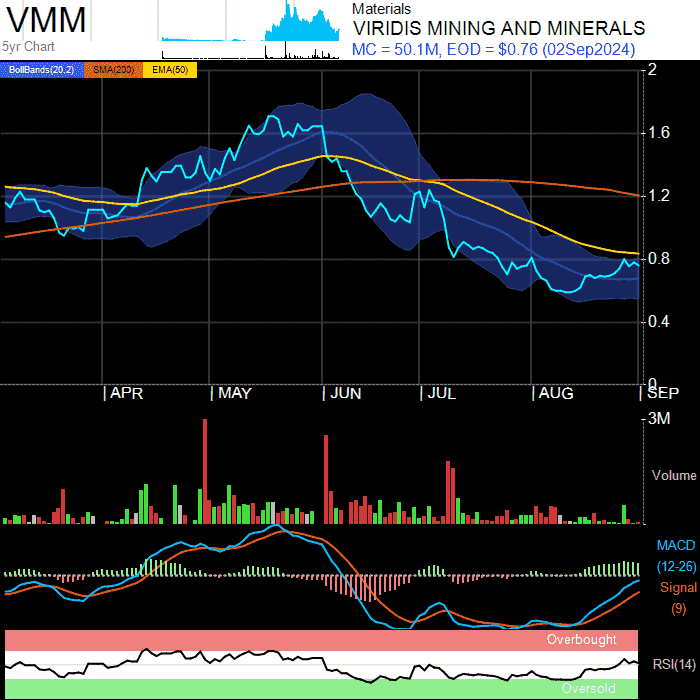 VMM
5yr Chart
Materials
VIRIDIS MINING AND MINERALS
MC = 50.1M, EOD = $0.76 (02Sep2024)
BollBands(20,2) SMA(200) EMA(50)
2
1.6
1.2
0.8
0.4
0
APR MAY JUN JUL AUG SEP
3M
Volume
MACD
(12-26)
Signal
(9)
Overbought
RSI(14)
Oversold